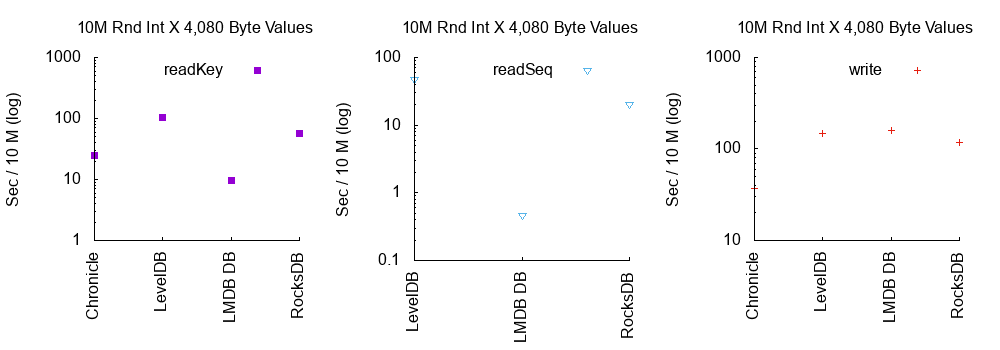 10M Rnd Int X 4,080 Byte Values
readKey
Sec / 10 M (log)
1000
100
10
1
Chronicle
LevelDB
LMDB DB
RocksDB
10M Rnd Int X 4,080 Byte Values
readSeq
Sec / 10 M (log)
100
10
1
0.1
LevelDB
LMDB DB
RocksDB
10M Rnd Int X 4,080 Byte Values
write
Sec / 10 M (log)
1000
100
10
Chronicle
LevelDB
LMDB DB
RocksDB